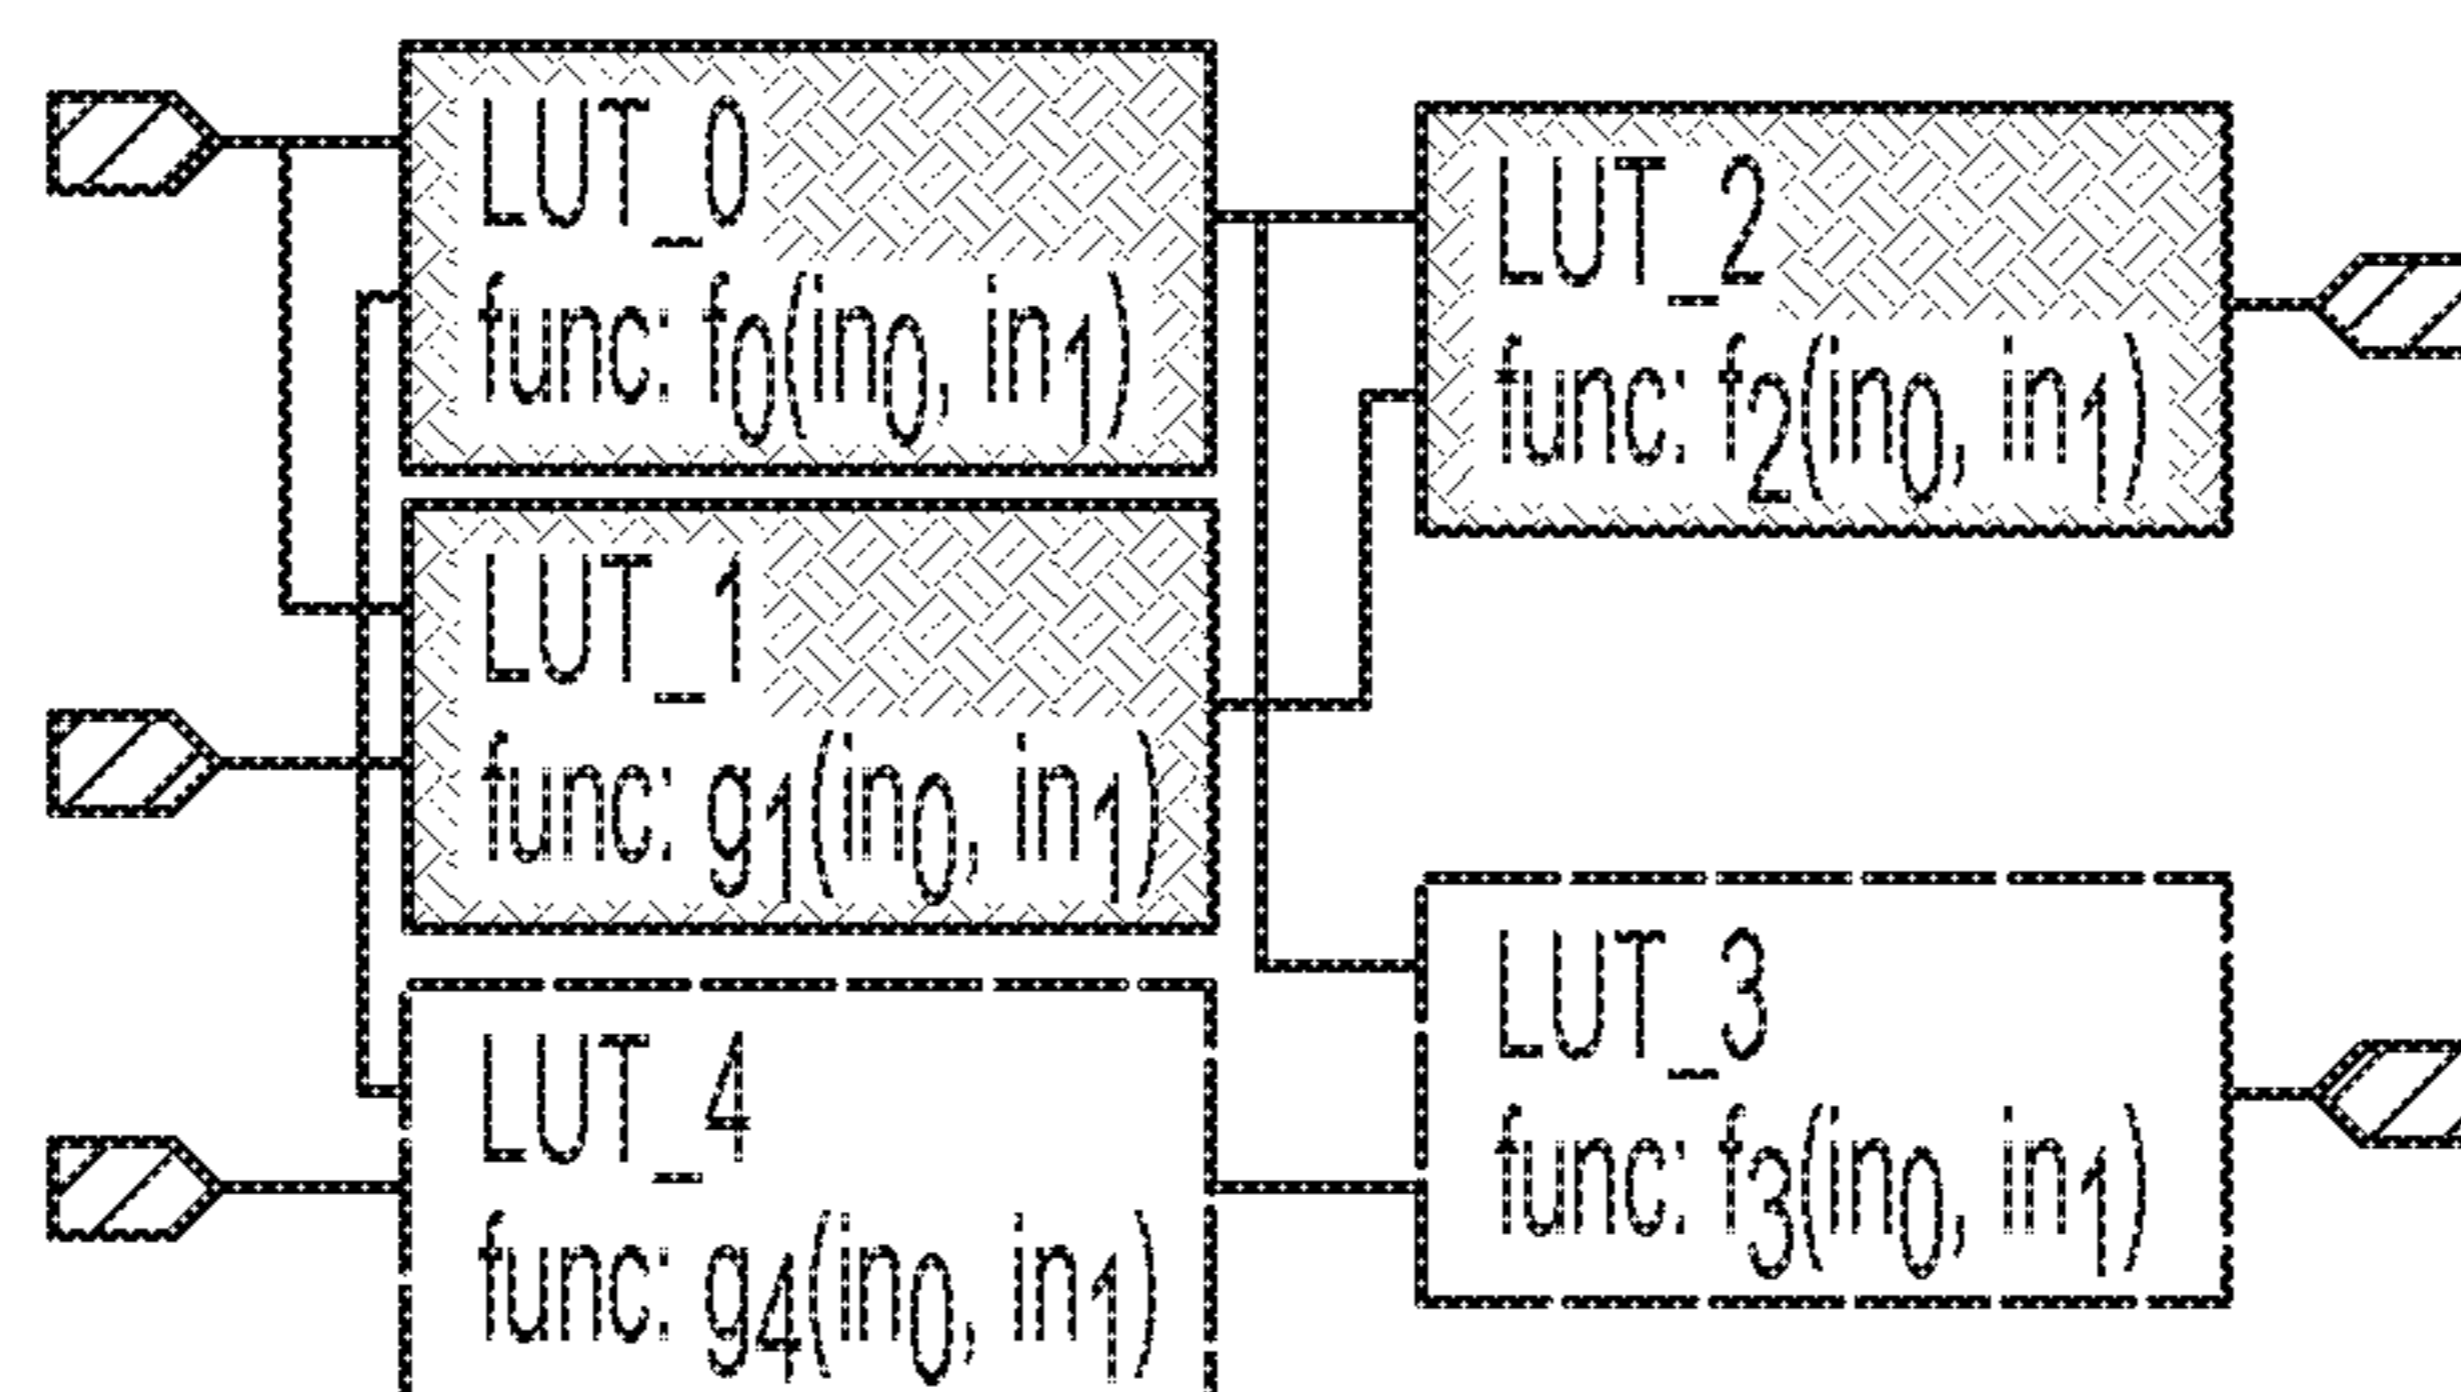 LUT_0
func: f0(in0, in1)
LUT_1
func: g1(in0, in1)
LUT_4
func: g4(in0, in1)
LUT_2
func: f2(in0, in1)
LUT_3
func: f3(in0, in1)